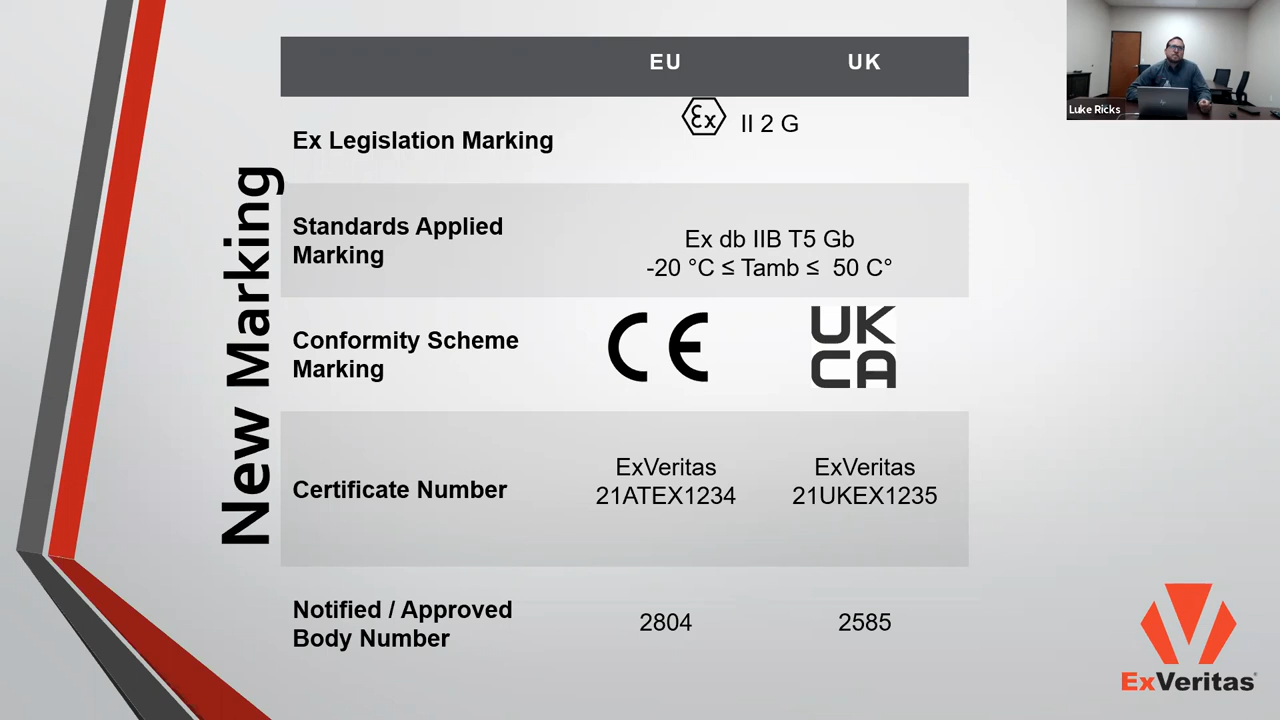 New Marking
EU UK
Ex Legislation Marking
Ex II 2 G
Standards Applied
Marking
Ex db IIB T5 Gb
-20 °C ≤ Tamb ≤ 50 C°
Conformity Scheme
Marking
CE
UK
CA
Certificate Number
ExVeritas
21ATEX1234
ExVeritas
21UKEX1235
Notified / Approved
Body Number
2804
2585
Luke Ricks
ExVeritas